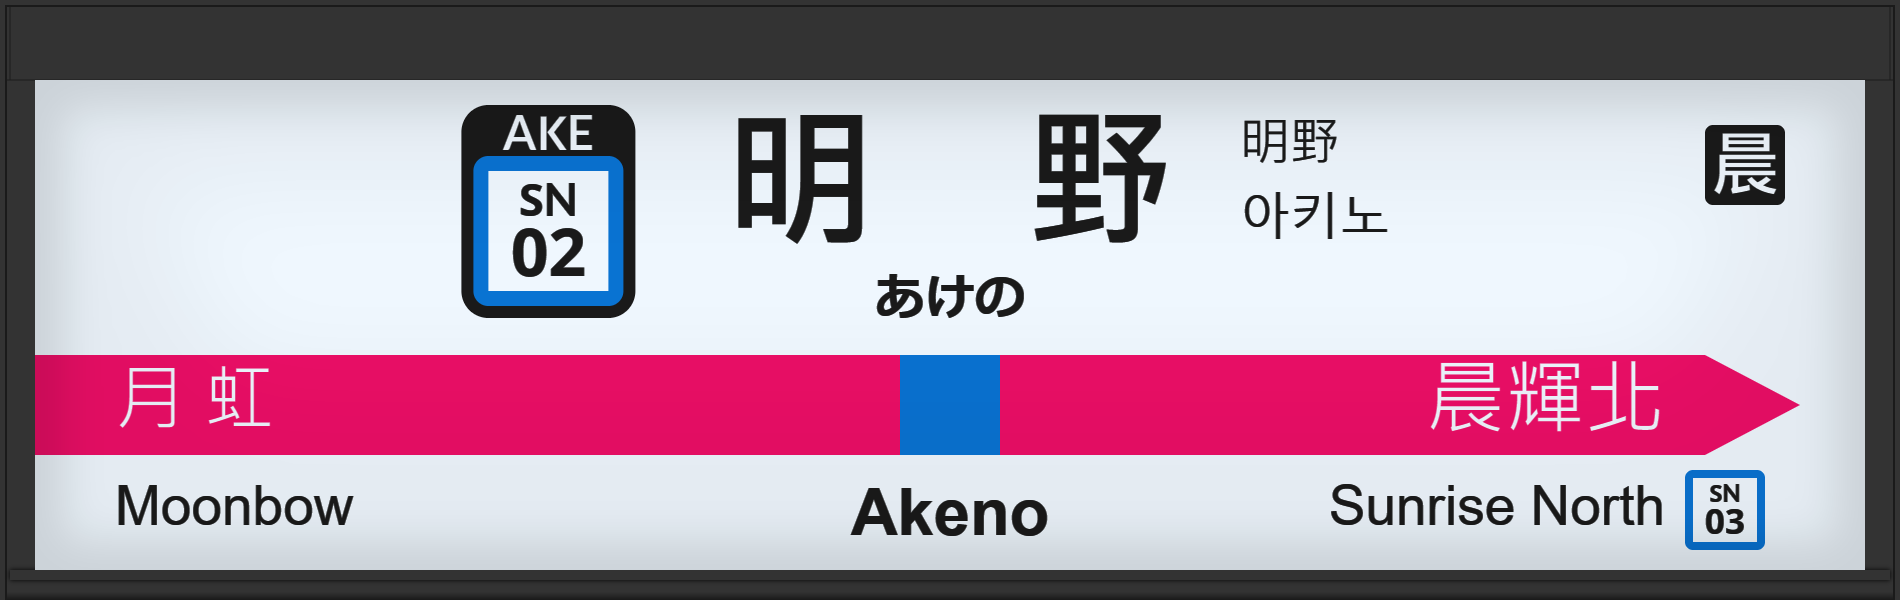 AKE
SN
02
明 野
明野
아키노
あけの
晨
月 虹
晨輝北
Moonbow
Akeno
Sunrise North
SN
03